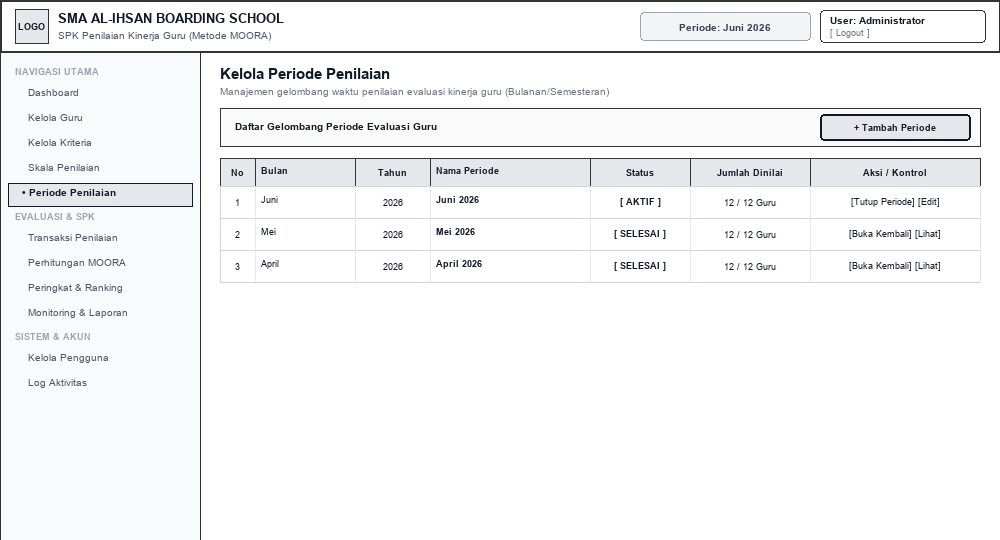 LOGO
SMA AL-IHSAN BOARDING SCHOOL
SPK Penilaian Kinerja Guru (Metode MOORA)
Periode: Juni 2026
User: Administrator
[ Logout ]
NAVIGASI UTAMA
Dashboard
Kelola Guru
Kelola Kriteria
Skala Penilaian
• Periode Penilaian
EVALUASI & SPK
Transaksi Penilaian
Perhitungan MOORA
Peringkat & Ranking
Monitoring & Laporan
SISTEM & AKUN
Kelola Pengguna
Log Aktivitas
Kelola Periode Penilaian
Manajemen gelombang waktu penilaian evaluasi kinerja guru (Bulanan/Semesteran)
Daftar Gelombang Periode Evaluasi Guru
+ Tambah Periode
No Bulan Tahun Nama Periode Status Jumlah Dinilai Aksi / Kontrol
1 Juni 2026 Juni 2026 [ AKTIF ] 12 / 12 Guru [Tutup Periode] [Edit]
2 Mei 2026 Mei 2026 [ SELESAI ] 12 / 12 Guru [Buka Kembali] [Lihat]
3 April 2026 April 2026 [ SELESAI ] 12 / 12 Guru [Buka Kembali] [Lihat]